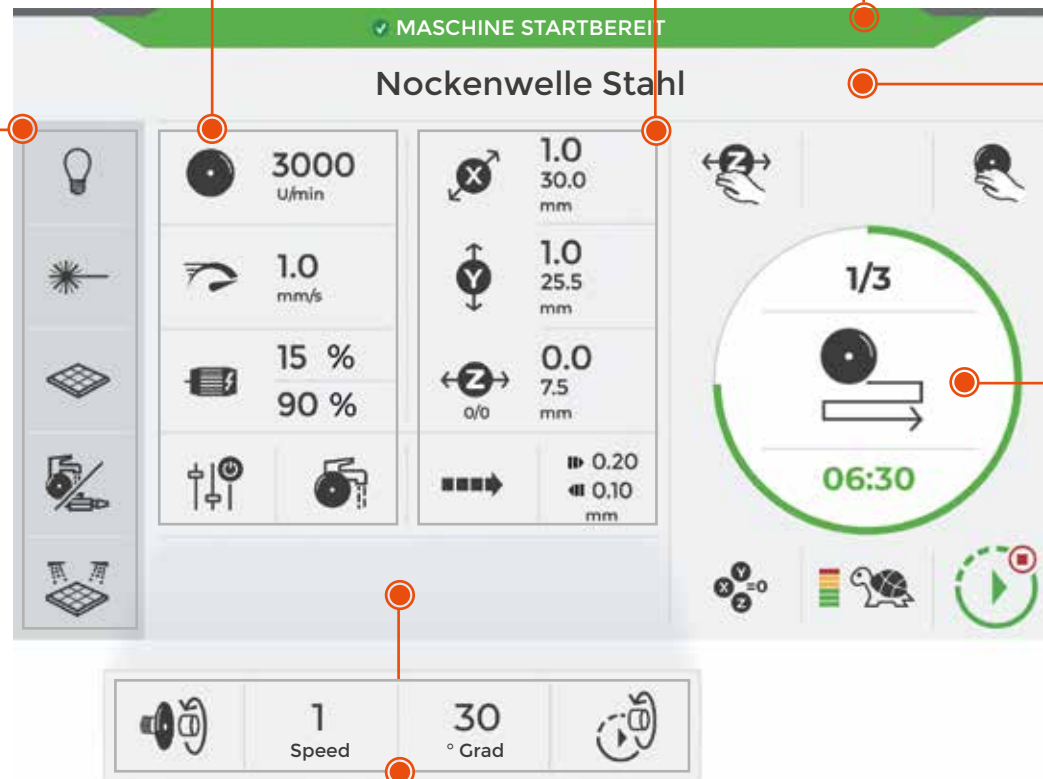 MASCHINE STARTBEREIT
Nockenwelle Stahl
3000
U/min
1.0
mm/s
15 %
90 %
X
1.0
30.0
mm
Y
1.0
25.5
mm
Z
0/0
0.0
7.5
mm
0.20
0.10
mm
Z
1/3
06:30
X Y Z =0
1
Speed
30
° Grad